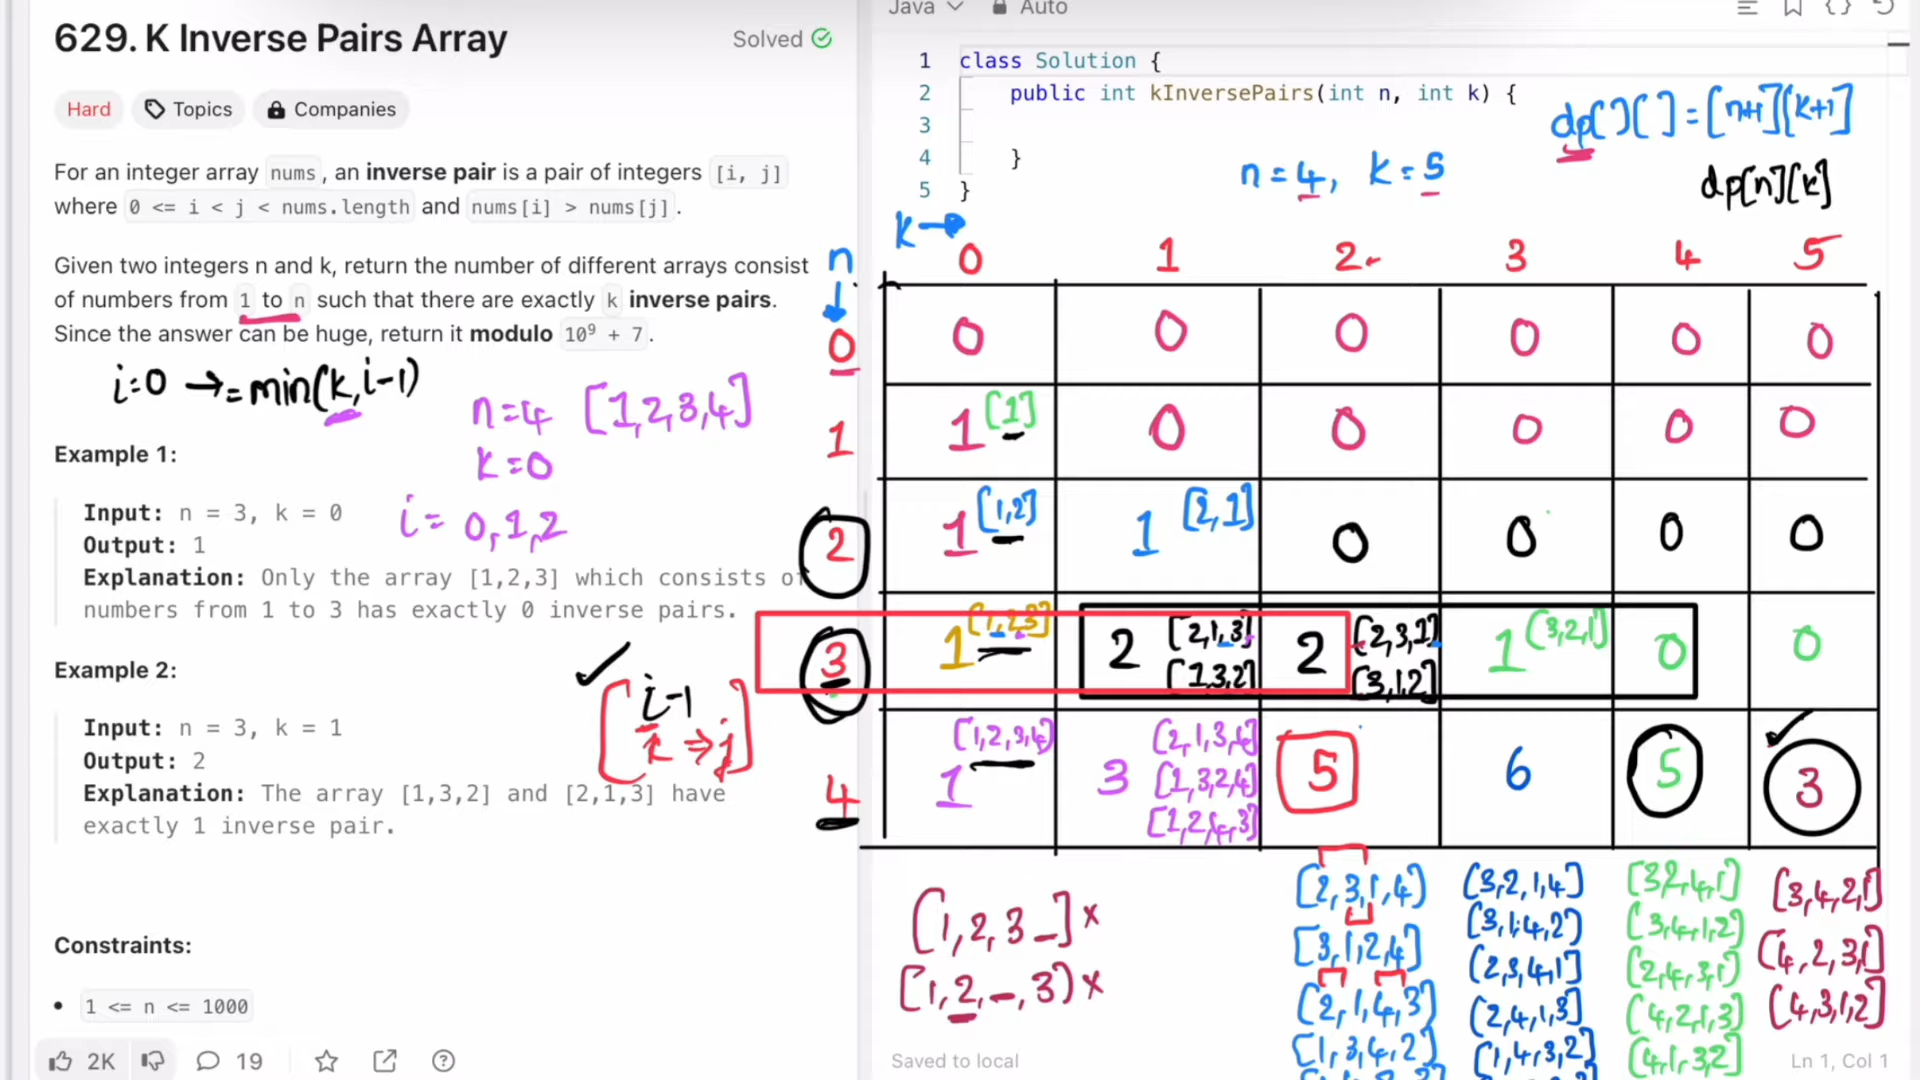 629. K Inverse Pairs Array
Solved
Hard
Topics
Companies
For an integer array nums, an inverse pair is a pair of integers [i, j]
where 0 <= i < j < nums.length and nums[i] > nums[j].
Given two integers n and k, return the number of different arrays consist
of numbers from 1 to n such that there are exactly k inverse pairs.
Since the answer can be huge, return it modulo 10⁹ + 7.
i=0 → = min(k, i-1)
n=4 [1,2,3,4]
k=0
i= 0,1,2
Example 1:
Input: n = 3, k = 0
Output: 1
Explanation: Only the array [1,2,3] which consists of
numbers from 1 to 3 has exactly 0 inverse pairs.
Example 2:
Input: n = 3, k = 1
Output: 2
Explanation: The array [1,3,2] and [2,1,3] have
exactly 1 inverse pair.
i-1
k → j
Constraints:
1 <= n <= 1000
2K
19
Java
Auto
1 class Solution {
2 public int kInversePairs(int n, int k) {
3
4 }
5 }
dp[][] = [n+1][k+1]
n=4, k=5
dp[n][k]
k→
n
0 1 2 3 4 5
0 0 0 0 0 0 0
1 1 [1] 0 0 0 0 0
2 1 [1,2] 1 [2,1] 0 0 0 0
3 1 [1,2,3] 2 [2,1,3] [1,3,2] 2 [2,3,1] [3,1,2] 1 [3,2,1] 0 0
4 1 [1,2,3,4] 3 [2,1,3,4] [1,3,2,4] [1,2,4,3] 5 6 5 3
[1,2,3_] x
[1,2,_,3] x
[2,3,1,4]
[3,1,2,4]
[2,1,4,3]
[1,3,4,2]
[3,2,1,4]
[3,1,4,2]
[2,3,4,1]
[2,4,1,3]
[1,4,3,2]
[3,2,4,1]
[3,4,1,2]
[2,4,3,1]
[4,2,1,3]
[4,1,3,2]
[3,4,2,1]
[4,2,3,1]
[4,3,1,2]
Saved to local
Ln 1, Col 1